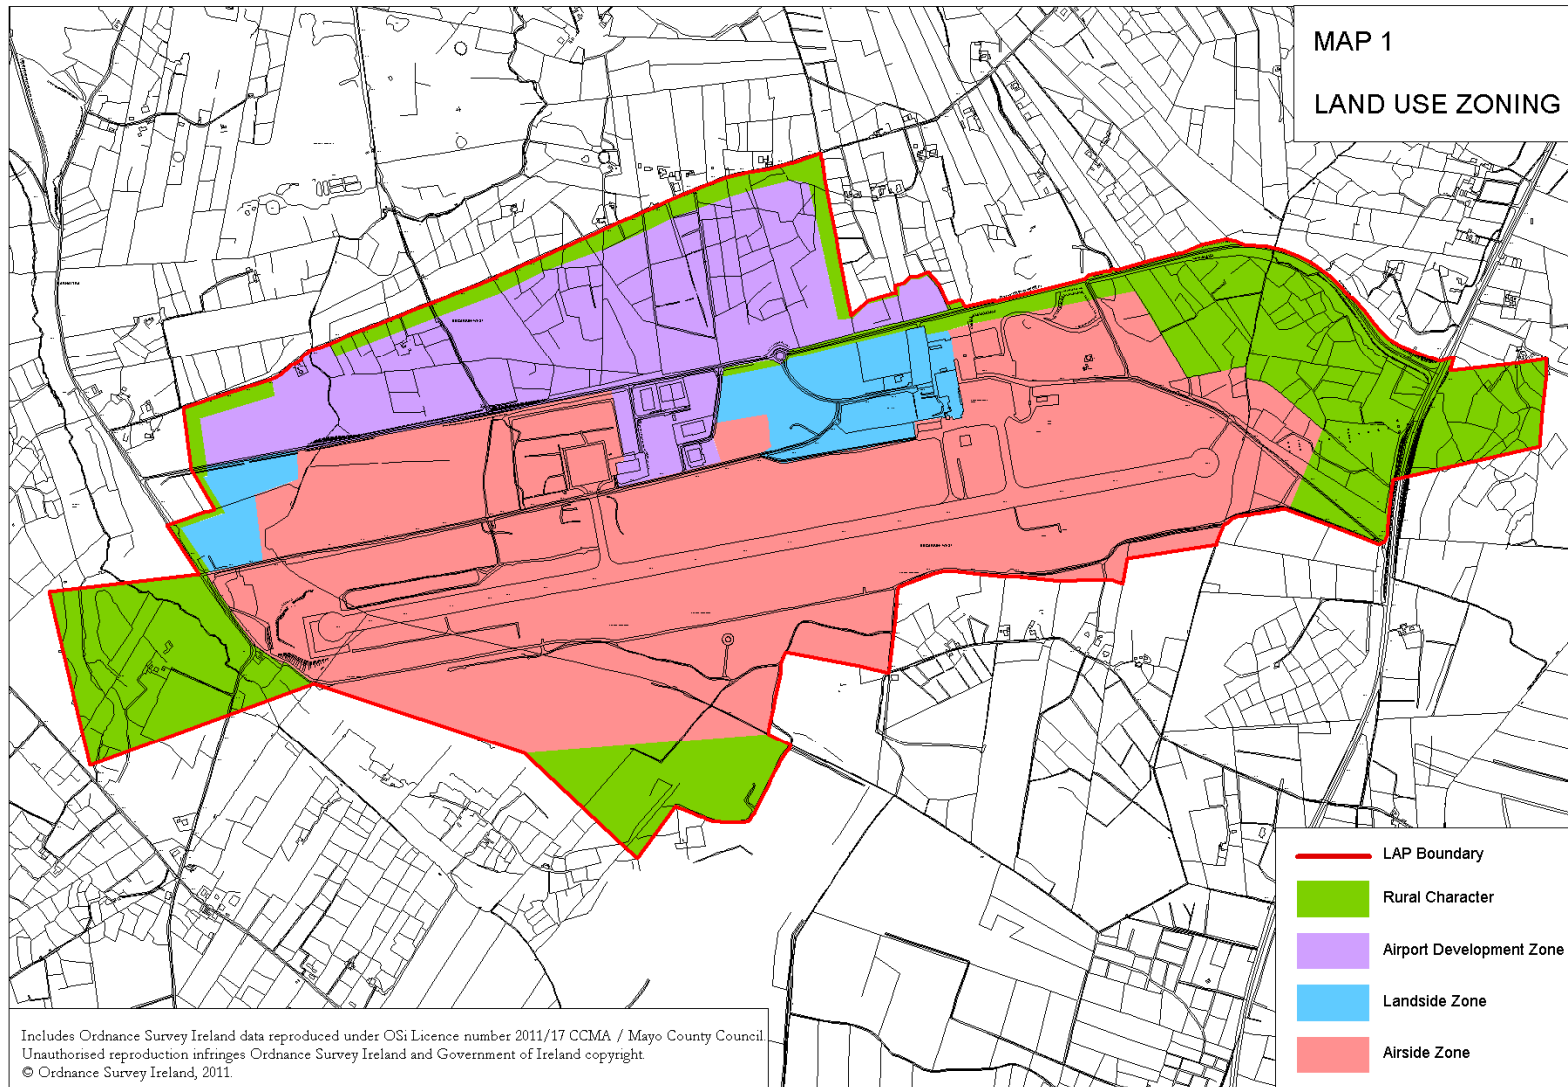 MAP 1
LAND USE ZONING
LAP Boundary
Rural Character
Airport Development Zone
Landside Zone
Airside Zone
Includes Ordnance Survey Ireland data reproduced under OSi Licence number 2011/17 CCMA / Mayo County Council.
Unauthorised reproduction infringes Ordnance Survey Ireland and Government of Ireland copyright.
© Ordnance Survey Ireland, 2011.